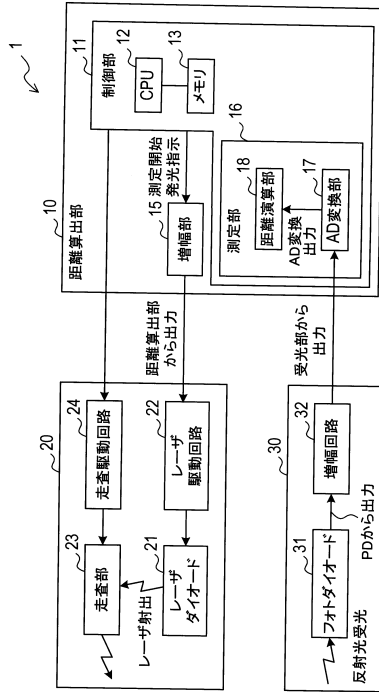 1
10
距離算出部
11
制御部
12
CPU
13
メモリ
測定開始
発光指示
15
増幅部
16
測定部
18
距離演算部
AD変換
出力
17
AD変換部
距離算出部
から出力
受光部から
出力
20
24
走査駆動回路
23
走査部
22
レーザ
駆動回路
21
レーザ
ダイオード
レーザ射出
30
32
増幅回路
31
フォトダイオード
PDから出力
反射光受光